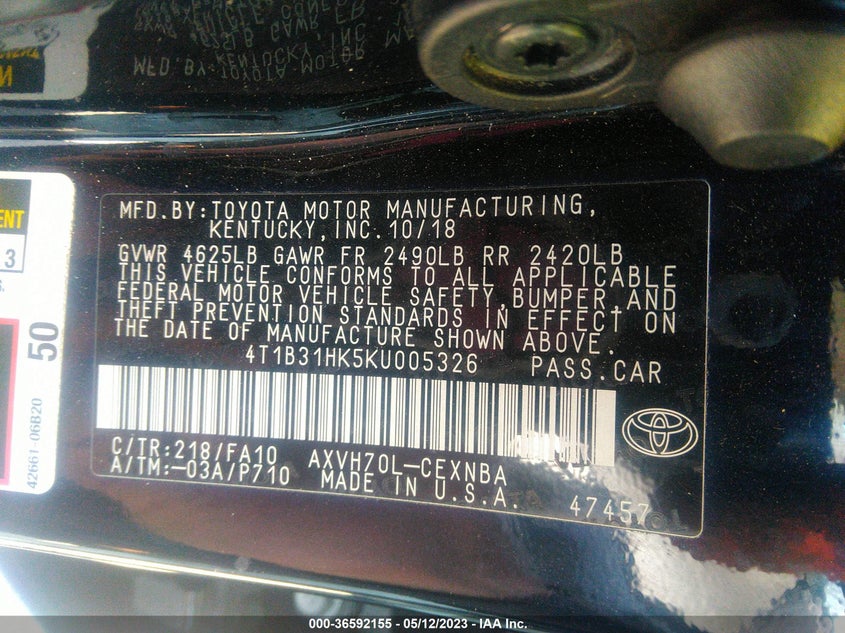 MFD. BY: TOYOTA MOTOR MANUFACTURING,
KENTUCKY, INC. 10/18
GVWR 4625LB GAWR FR 2490LB RR 2420LB
THIS VEHICLE CONFORMS TO ALL APPLICABLE
FEDERAL MOTOR VEHICLE SAFETY, BUMPER, AND
THEFT PREVENTION STANDARDS IN EFFECT ON
THE DATE OF MANUFACTURE SHOWN ABOVE.
4T1B31HK5KU005326 PASS.CAR
C/TR:218/FA10 AXVH70L-CEXNBA
A/TM:-03A/P710 MADE IN U.S.A. 47457
3
50
42661-06B20
000-36592155 - 05/12/2023 - IAA Inc.